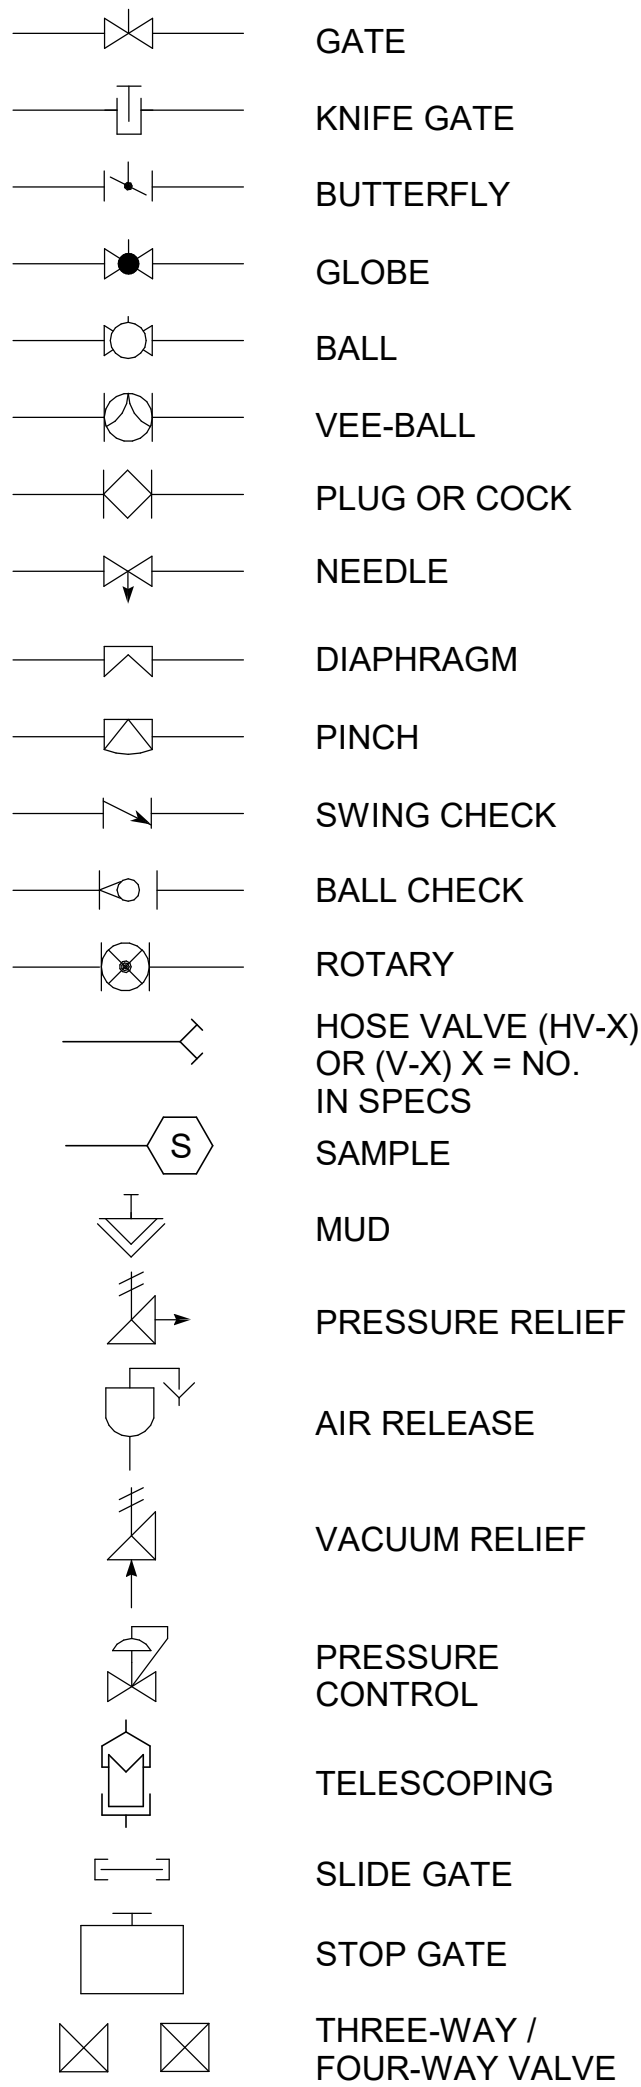 GATE
KNIFE GATE
BUTTERFLY
GLOBE
BALL
VEE-BALL
PLUG OR COCK
NEEDLE
DIAPHRAGM
PINCH
SWING CHECK
BALL CHECK
ROTARY
HOSE VALVE (HV-X)
OR (V-X) X = NO.
IN SPECS
S
SAMPLE
MUD
PRESSURE RELIEF
AIR RELEASE
VACUUM RELIEF
PRESSURE
CONTROL
TELESCOPING
SLIDE GATE
STOP GATE
THREE-WAY /
FOUR-WAY VALVE